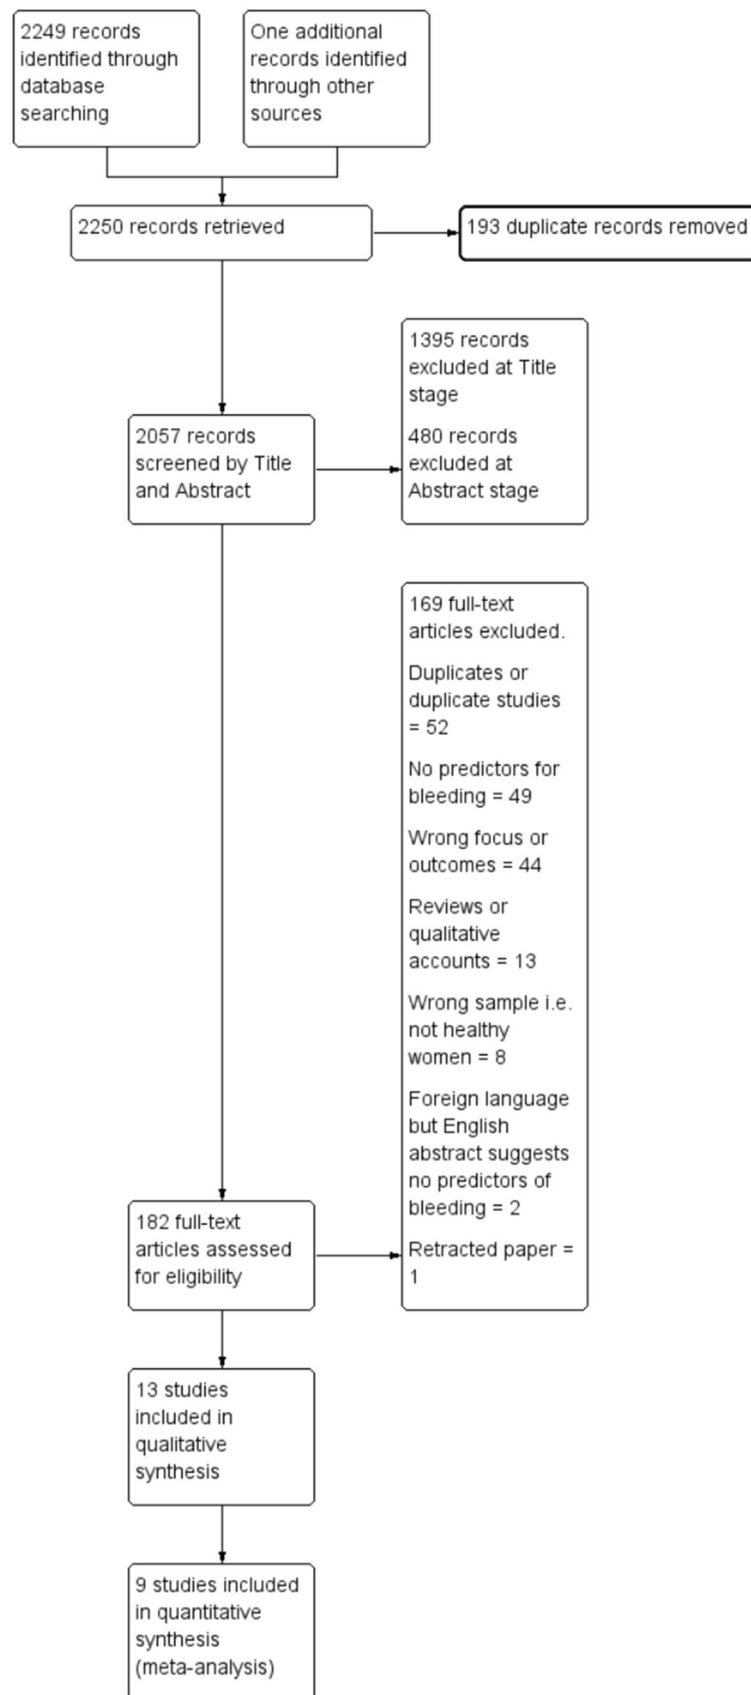 2249 records
identified through
database
searching
One additional
records identified
through other
sources
2250 records retrieved
193 duplicate records removed
1395 records
excluded at Title
stage
480 records
excluded at
Abstract stage
2057 records
screened by Title
and Abstract
169 full-text
articles excluded.
Duplicates or
duplicate studies
= 52
No predictors for
bleeding = 49
Wrong focus or
outcomes = 44
Reviews or
qualitative
accounts = 13
Wrong sample i.e.
not healthy
women = 8
Foreign language
but English
abstract suggests
no predictors of
bleeding = 2
Retracted paper =
1
182 full-text
articles assessed
for eligibility
13 studies
included in
qualitative
synthesis
9 studies included
in quantitative
synthesis
(meta-analysis)